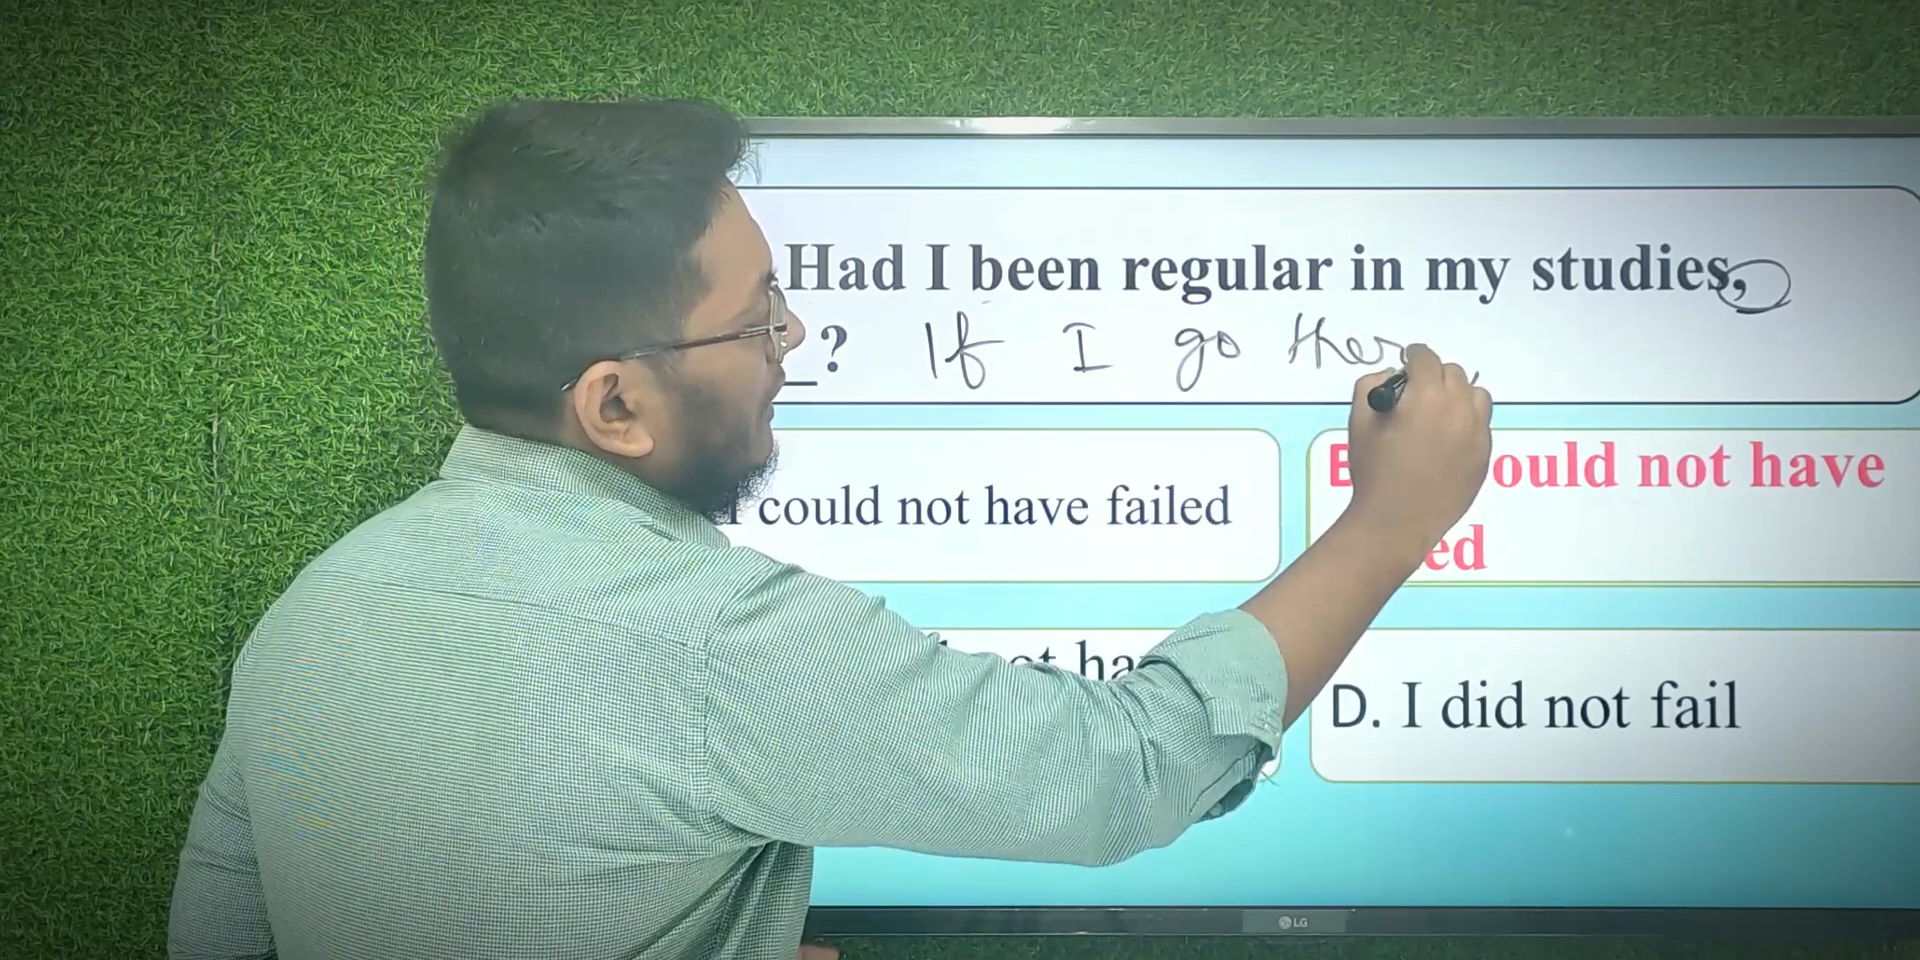 Had I been regular in my studies,
? If I go ther
I could not have failed
ould not have
ed
D. I did not fail
LG